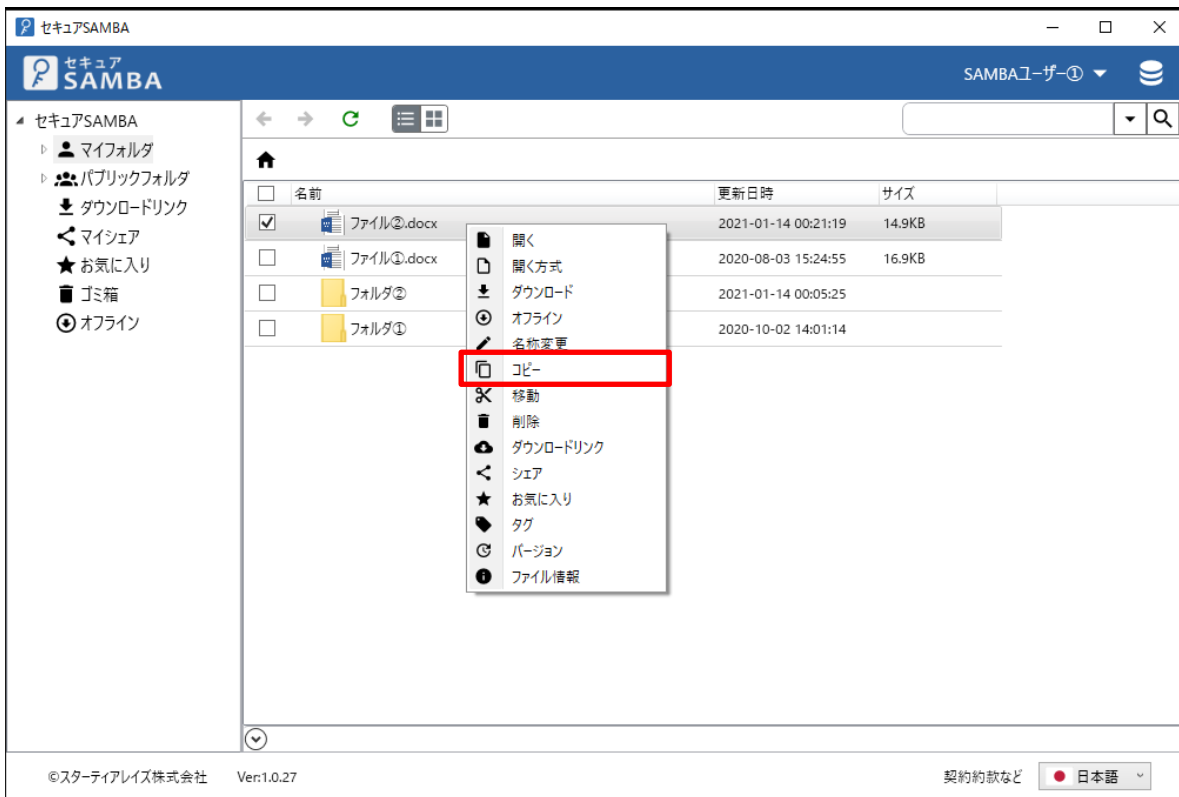 セキュアSAMBA
セキュア
SAMBA
SAMBAユーザー①
セキュアSAMBA
マイフォルダ
パブリックフォルダ
ダウンロードリンク
マイシェア
お気に入り
ゴミ箱
オフライン
名前 更新日時 サイズ
ファイル②.docx 2021-01-14 00:21:19 14.9KB
ファイル①.docx 2020-08-03 15:24:55 16.9KB
フォルダ② 2021-01-14 00:05:25
フォルダ① 2020-10-02 14:01:14
開く
開く方式
ダウンロード
オフライン
名称変更
コピー
移動
削除
ダウンロードリンク
シェア
お気に入り
タグ
バージョン
ファイル情報
©スターティアレイズ株式会社 Ver:1.0.27 契約約款など 日本語